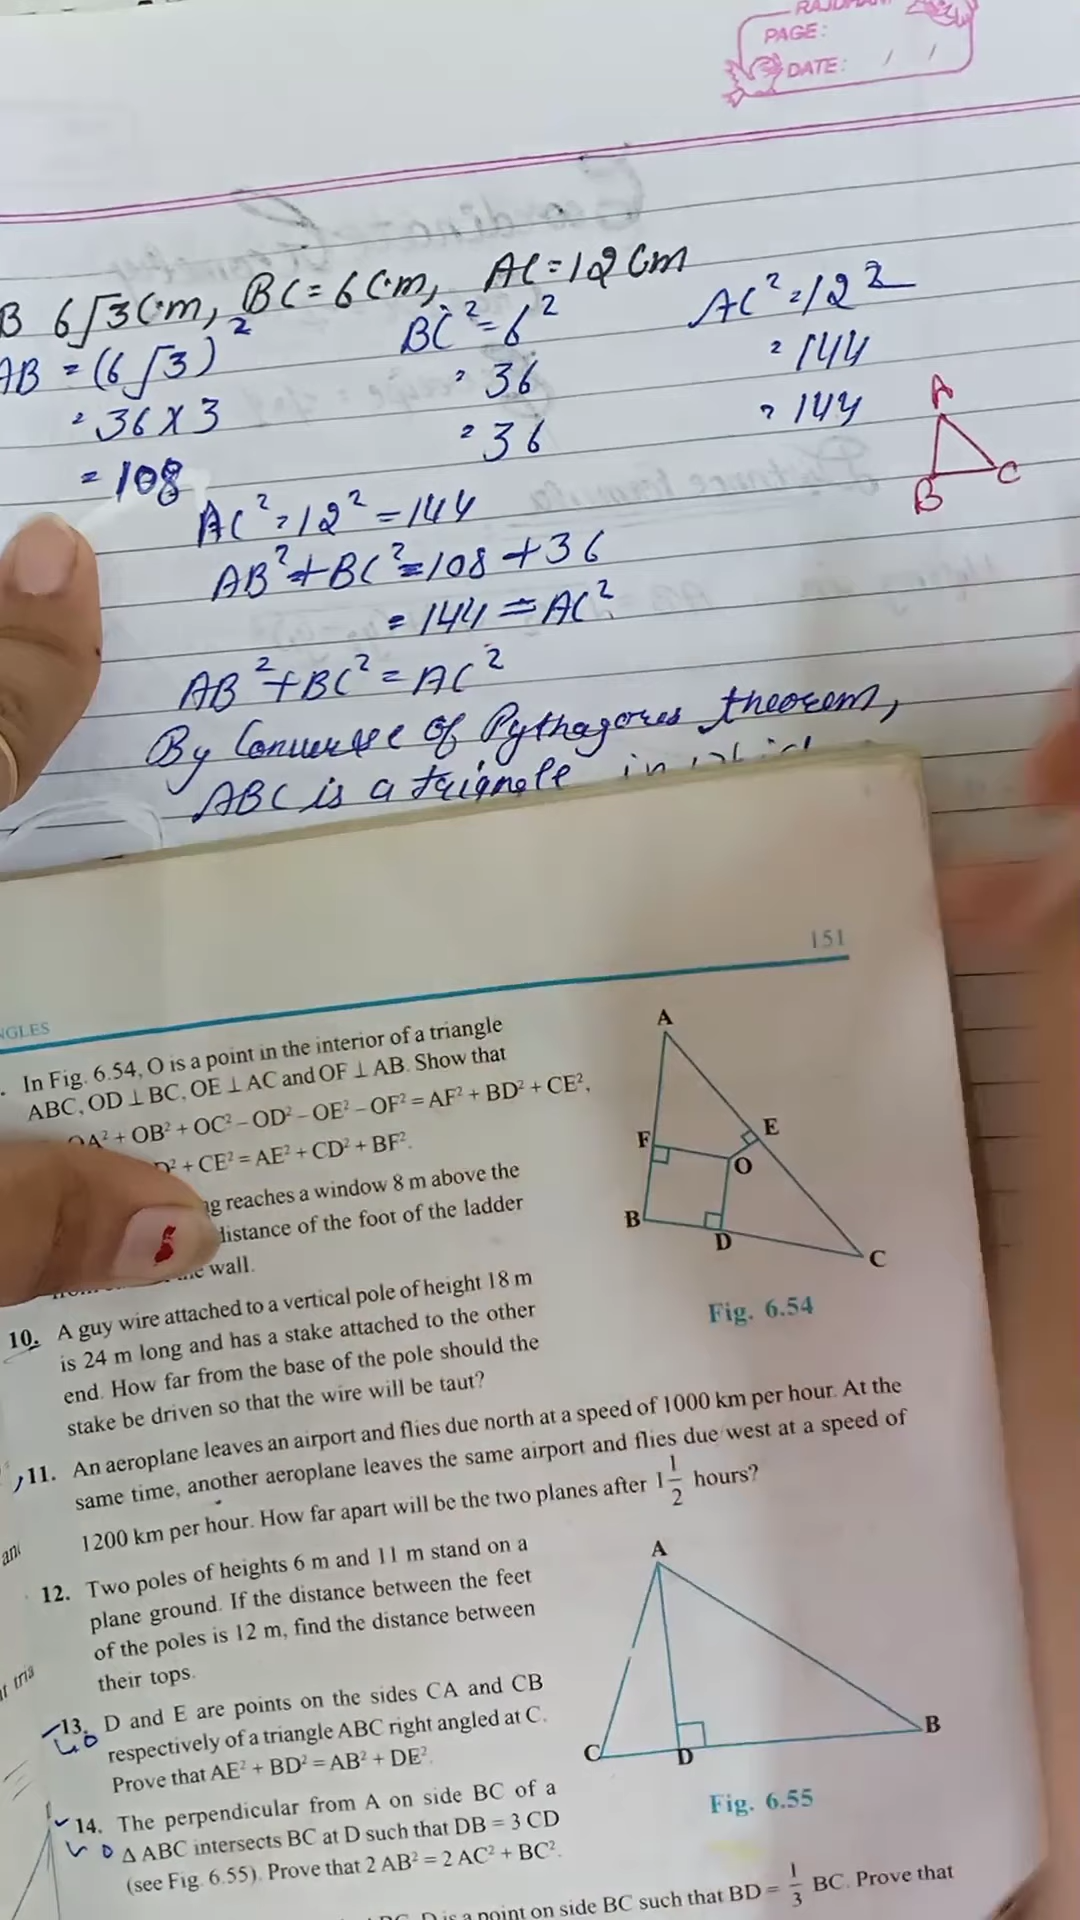 PAGE:
DATE: / /
B 6√3 Cm, BC = 6 Cm, AC = 12 Cm
AB = (6√3)²
= 36 X 3
= 108
BC² = 6²
= 36
= 36
AC² = 12²
= 144
= 144
A
B
C
AC² = 12² = 144
AB² + BC² = 108 + 36
= 144 = AC²
AB² + BC² = AC²
By Converse of Pythagores theorem,
ABC is a taignele in
151
NGLES
. In Fig. 6.54, O is a point in the interior of a triangle
ABC, OD ⊥ BC, OE ⊥ AC and OF ⊥ AB. Show that
OA² + OB² + OC² – OD² – OE² – OF² = AF² + BD² + CE²,
D² + CE² = AE² + CD² + BF².
ng reaches a window 8 m above the
distance of the foot of the ladder
wall.
A
F
E
O
B
D
C
Fig. 6.54
10. A guy wire attached to a vertical pole of height 18 m
is 24 m long and has a stake attached to the other
end. How far from the base of the pole should the
stake be driven so that the wire will be taut?
11. An aeroplane leaves an airport and flies due north at a speed of 1000 km per hour. At the
same time, another aeroplane leaves the same airport and flies due west at a speed of
1200 km per hour. How far apart will be the two planes after 1 1/2 hours?
12. Two poles of heights 6 m and 11 m stand on a
plane ground. If the distance between the feet
of the poles is 12 m, find the distance between
their tops.
13. D and E are points on the sides CA and CB
respectively of a triangle ABC right angled at C.
Prove that AE² + BD² = AB² + DE².
14. The perpendicular from A on side BC of a
Δ ABC intersects BC at D such that DB = 3 CD
(see Fig. 6.55). Prove that 2 AB² = 2 AC² + BC².
A
C
D
B
Fig. 6.55
D is a point on side BC such that BD = 1/3 BC. Prove that